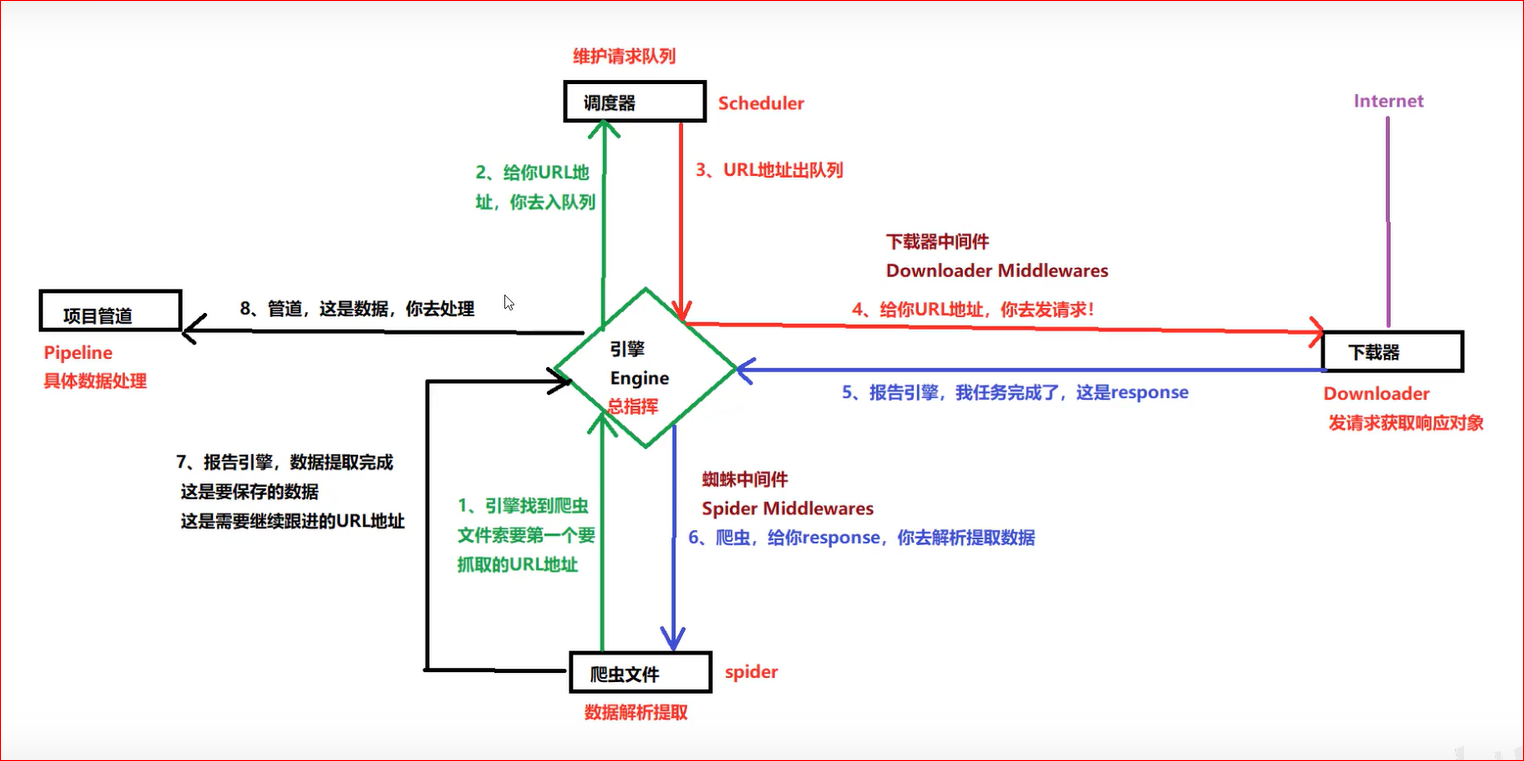 维护请求队列
调度器
Scheduler
Internet
2、给你URL地
址，你去入队列
3、URL地址出队列
下载器中间件
Downloader Middlewares
4、给你URL地址，你去发请求！
项目管道
8、管道，这是数据，你去处理
Pipeline
具体数据处理
引擎
Engine
总指挥
下载器
5、报告引擎，我任务完成了，这是response
Downloader
发请求获取响应对象
7、报告引擎，数据提取完成
这是要保存的数据
这是需要继续跟进的URL地址
1、引擎找到爬虫
文件索要第一个要
抓取的URL地址
蜘蛛中间件
Spider Middlewares
6、爬虫，给你response，你去解析提取数据
爬虫文件
spider
数据解析提取